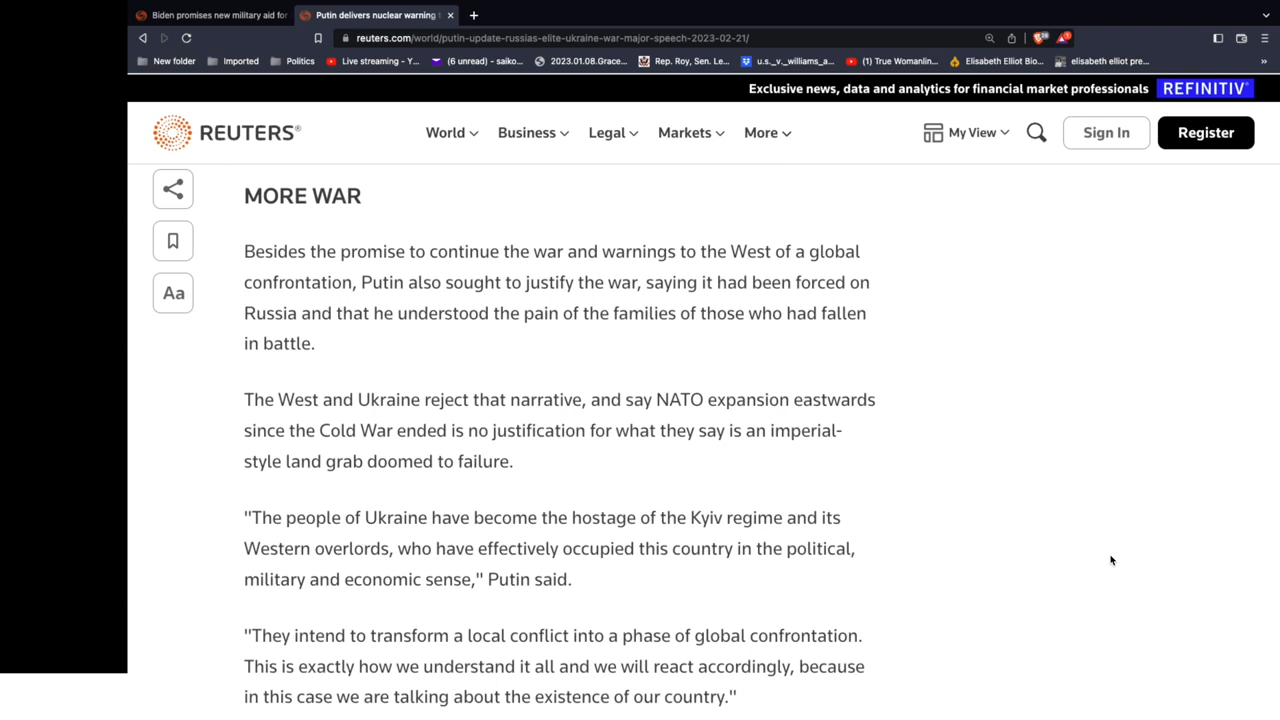 Biden promises new military aid for
Putin delivers nuclear warning
reuters.com/world/putin-update-russias-elite-ukraine-war-major-speech-2023-02-21/
New folder Imported Politics Live streaming - Y... (6 unread) - saiko... 2023.01.08.Grace... Rep. Roy, Sen. Le... u.s._v._williams_a... (1) True Womanlin... Elisabeth Elliot Bio... elisabeth elliot pre... »
Exclusive news, data and analytics for financial market professionals REFINITIV
REUTERS® World Business Legal Markets More My View Sign In Register
MORE WAR
Besides the promise to continue the war and warnings to the West of a global
confrontation, Putin also sought to justify the war, saying it had been forced on
Aa
Russia and that he understood the pain of the families of those who had fallen
in battle.
The West and Ukraine reject that narrative, and say NATO expansion eastwards
since the Cold War ended is no justification for what they say is an imperial-
style land grab doomed to failure.
"The people of Ukraine have become the hostage of the Kyiv regime and its
Western overlords, who have effectively occupied this country in the political,
military and economic sense," Putin said.
"They intend to transform a local conflict into a phase of global confrontation.
This is exactly how we understand it all and we will react accordingly, because
in this case we are talking about the existence of our country."